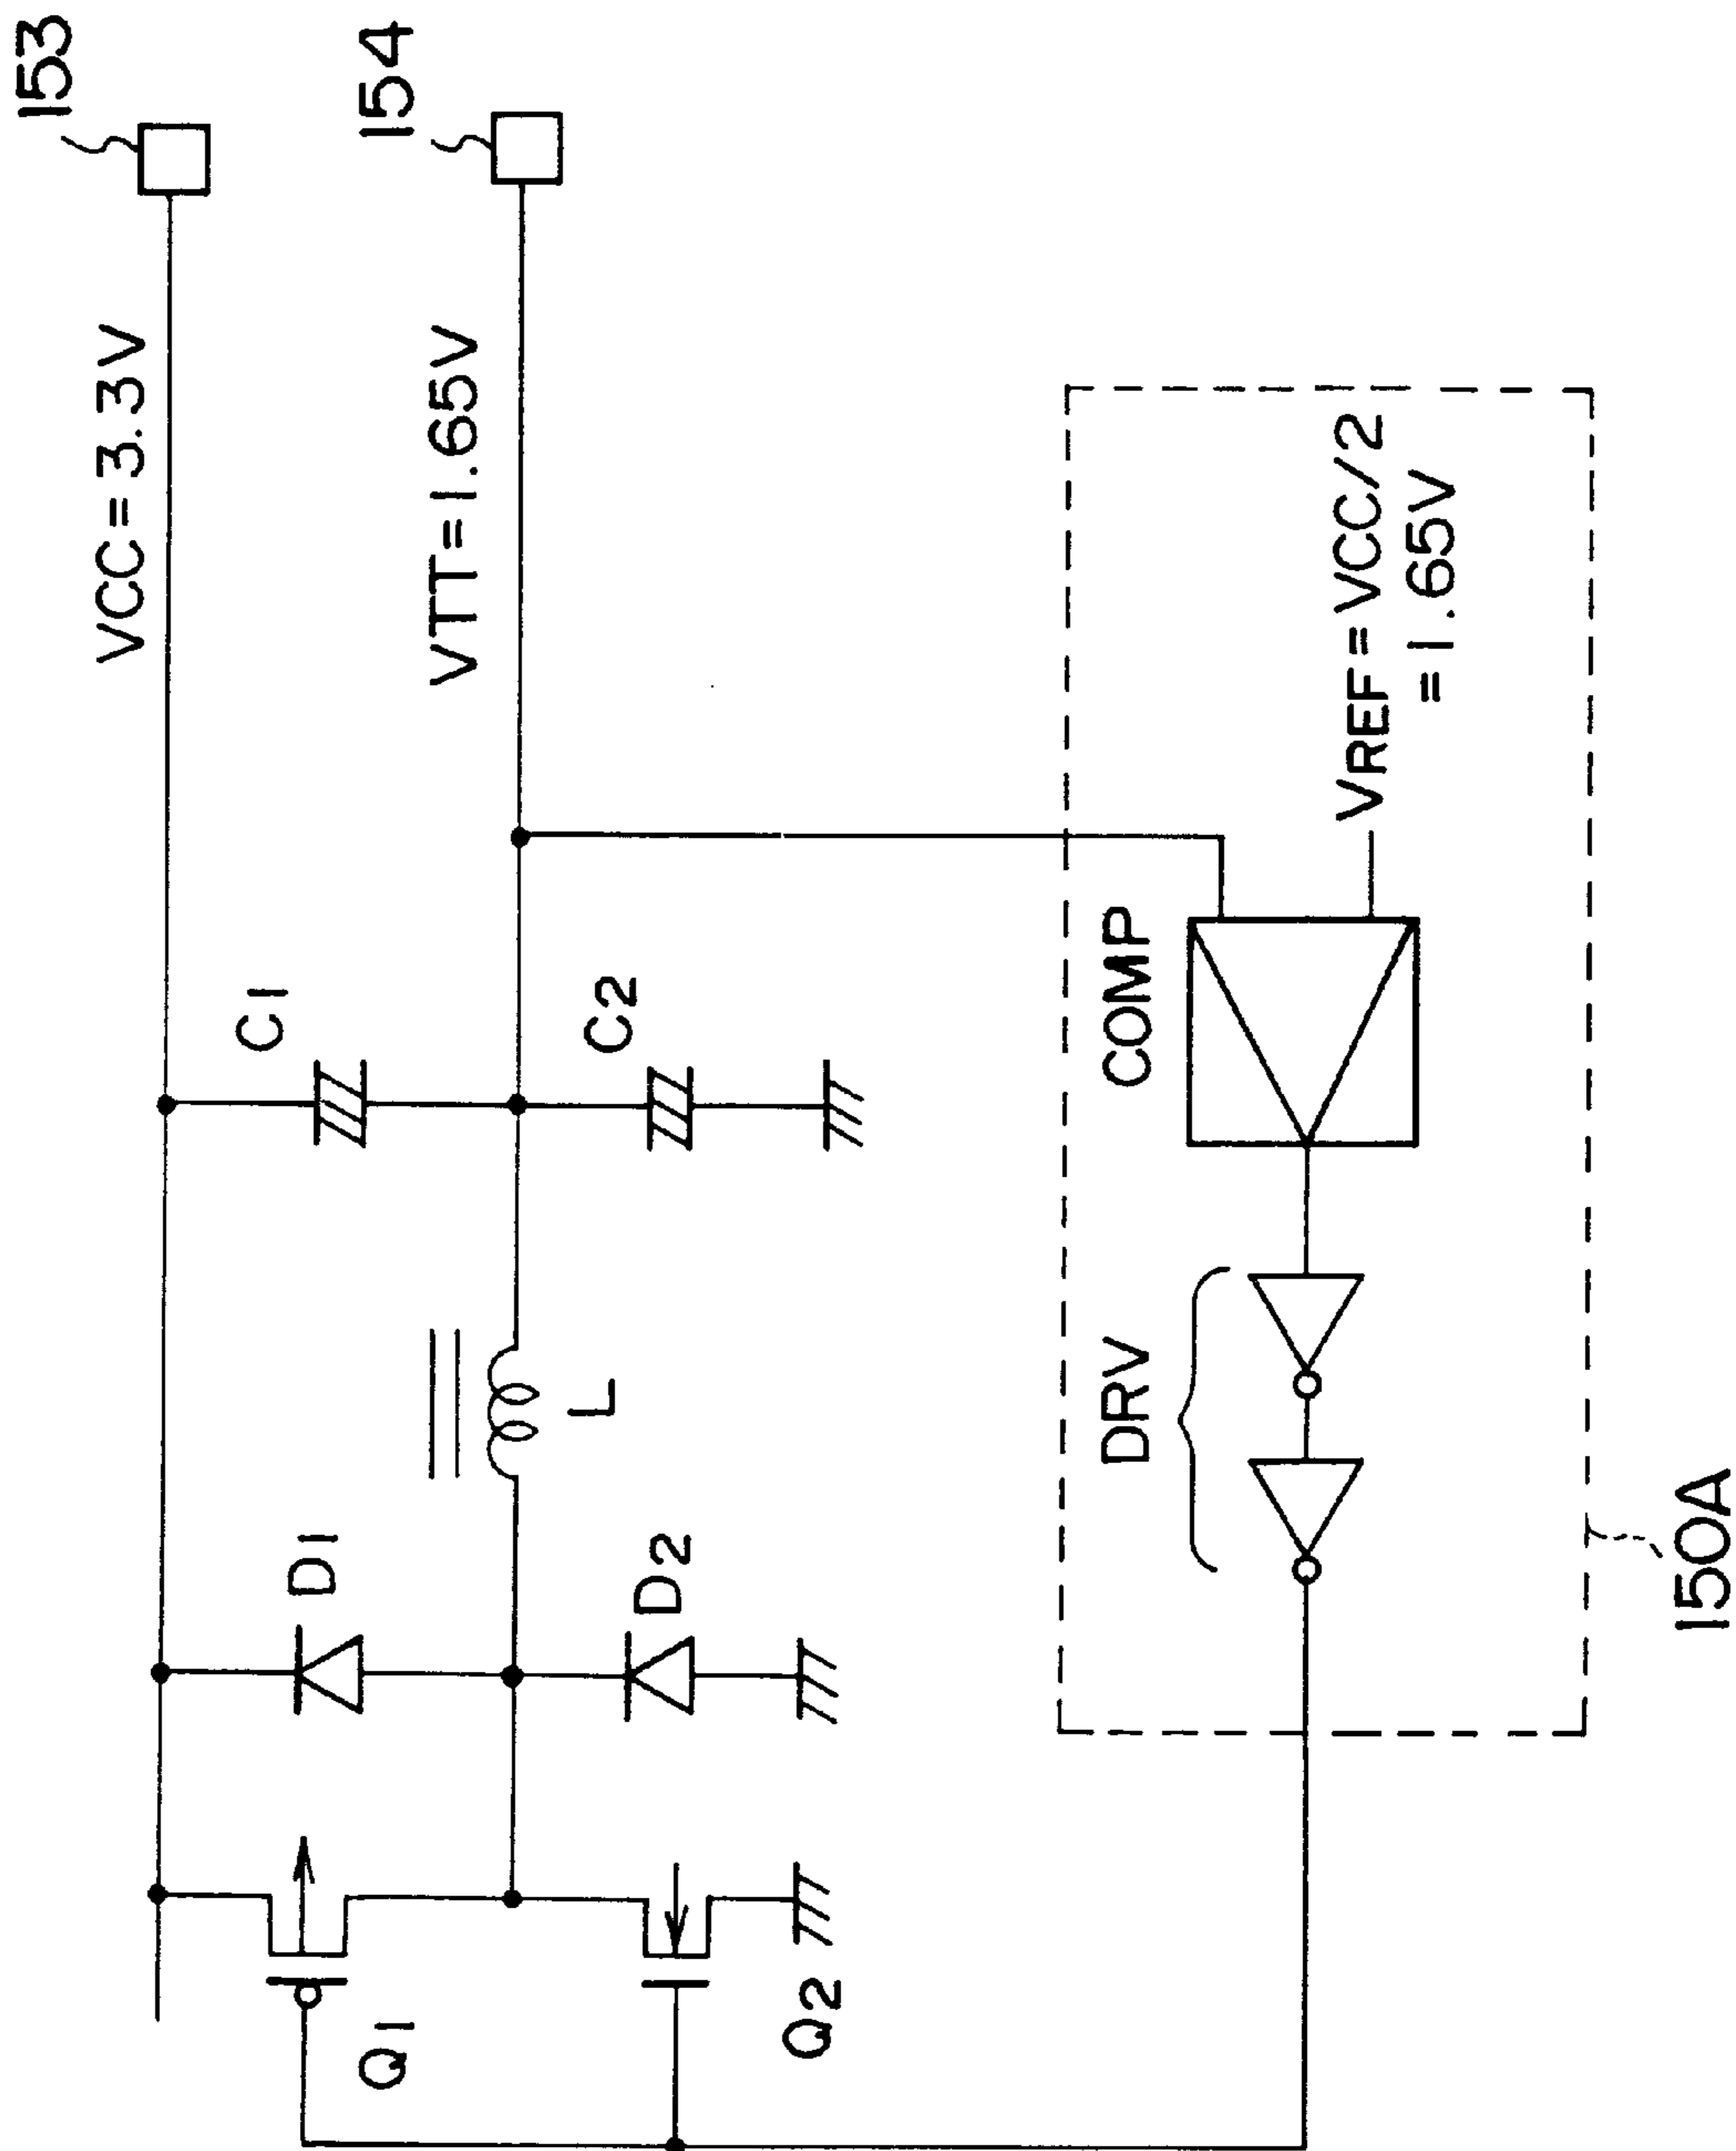 153
VCC=3.3V
154
VTT=1.65V
C1
C2
D1
D2
L
Q1
Q2
COMP
VREF=VCC/2
=1.65V
DRV
150A